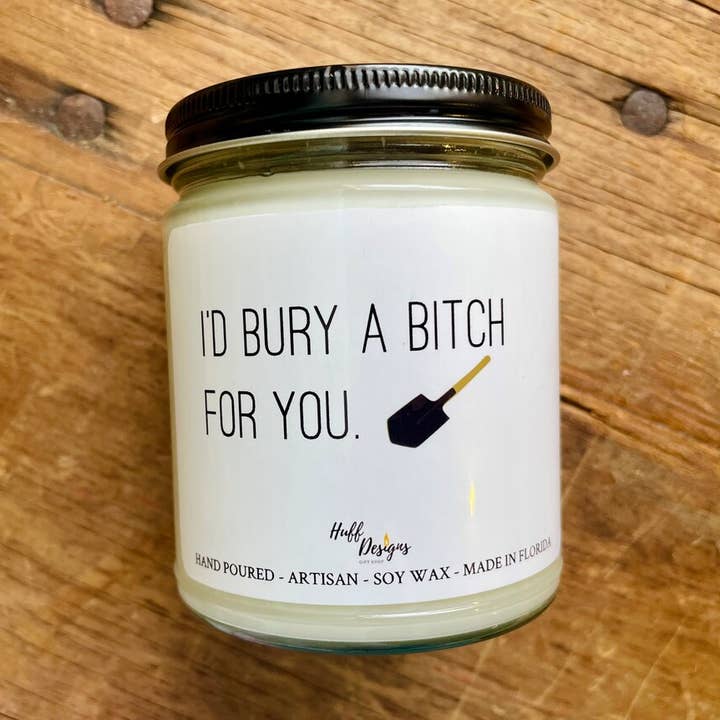 I'D BURY A BITCH
FOR YOU.
Huff
Designs
GIFT SHOP
HAND POURED - ARTISAN - SOY WAX - MADE IN FLORIDA